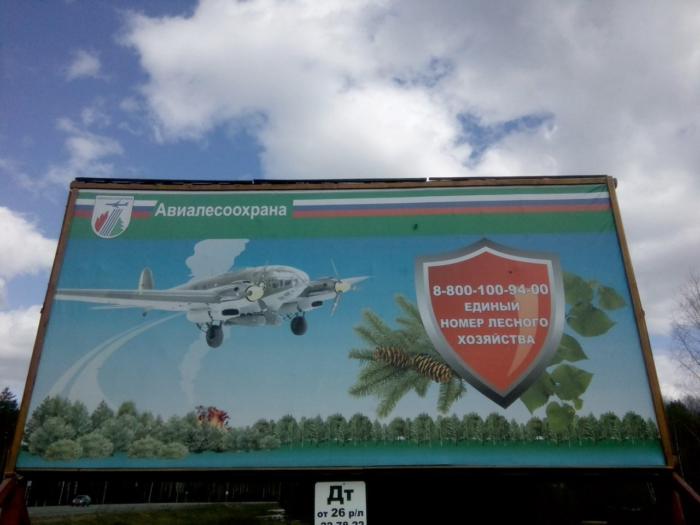 Авиалесоохрана
8-800-100-94-00
ЕДИНЫЙ
НОМЕР ЛЕСНОГО
ХОЗЯЙСТВА
Дт
от 26 р/л